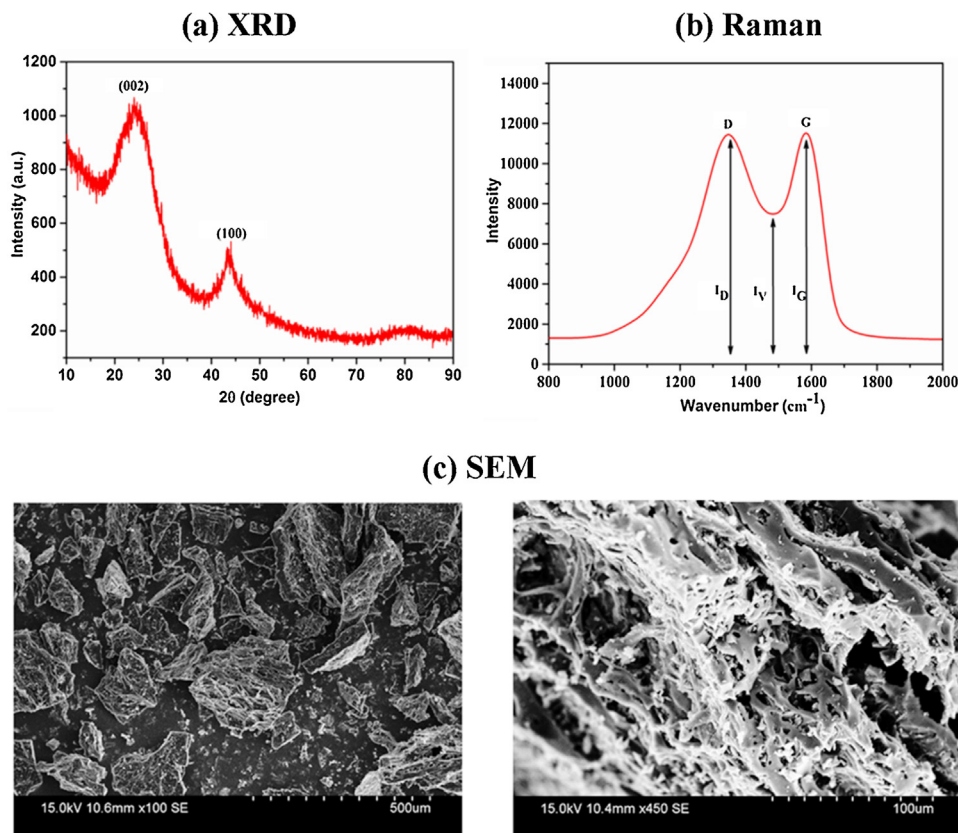 (a) XRD
(b) Raman
1200
1000
800
600
400
200
Intensity (a.u.)
(002)
(100)
10 20 30 40 50 60 70 80 90
2θ (degree)
14000
12000
10000
8000
6000
4000
2000
0
Intensity
D
G
I_D
I_V
I_G
800 1000 1200 1400 1600 1800 2000
Wavenumber (cm⁻¹)
(c) SEM
15.0kV 10.6mm x100 SE
500um
15.0kV 10.4mm x450 SE
100um